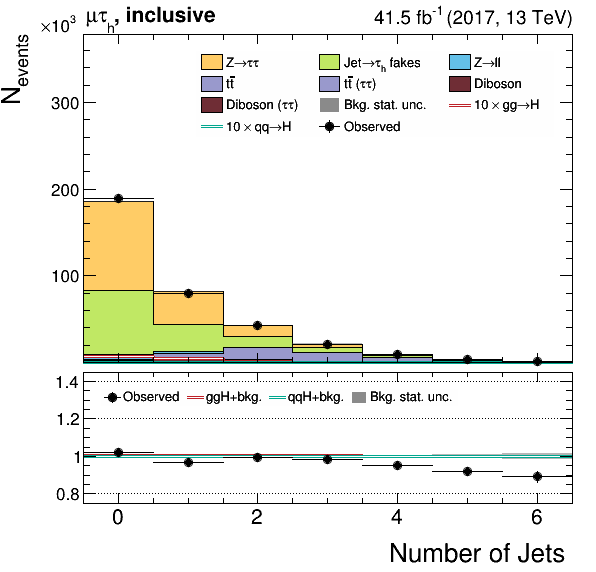 ×10³ μτₕ, inclusive 41.5 fb⁻¹ (2017, 13 TeV)
N_events
Z→ττ Jet→τₕ fakes Z→ll
tt̄ tt̄ (ττ) Diboson
Diboson (ττ) Bkg. stat. unc. 10 × gg→H
10 × qq→H Observed
300
200
100
1.4
Observed ggH+bkg. qqH+bkg. Bkg. stat. unc.
1.2
1
0.8
0 2 4 6
Number of Jets